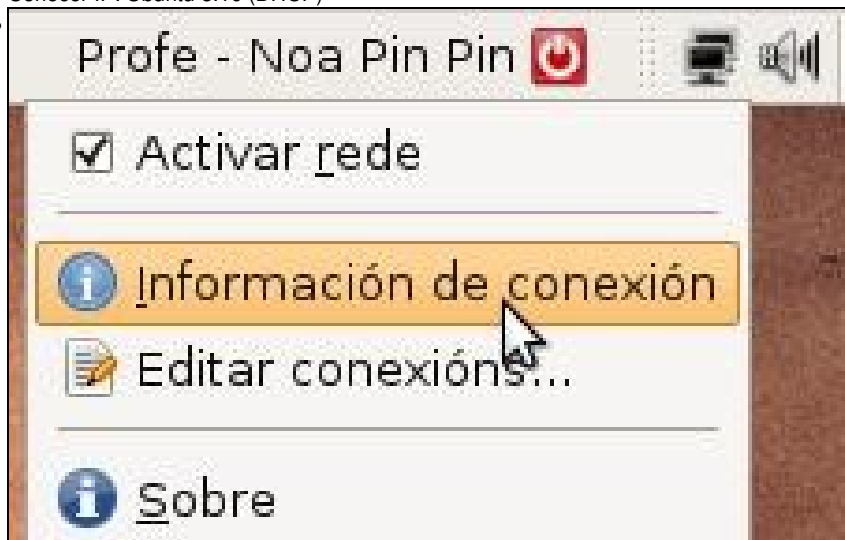 Profe - Noa Pin Pin
Activar rede
Información de conexión
Editar conexións...
Sobre